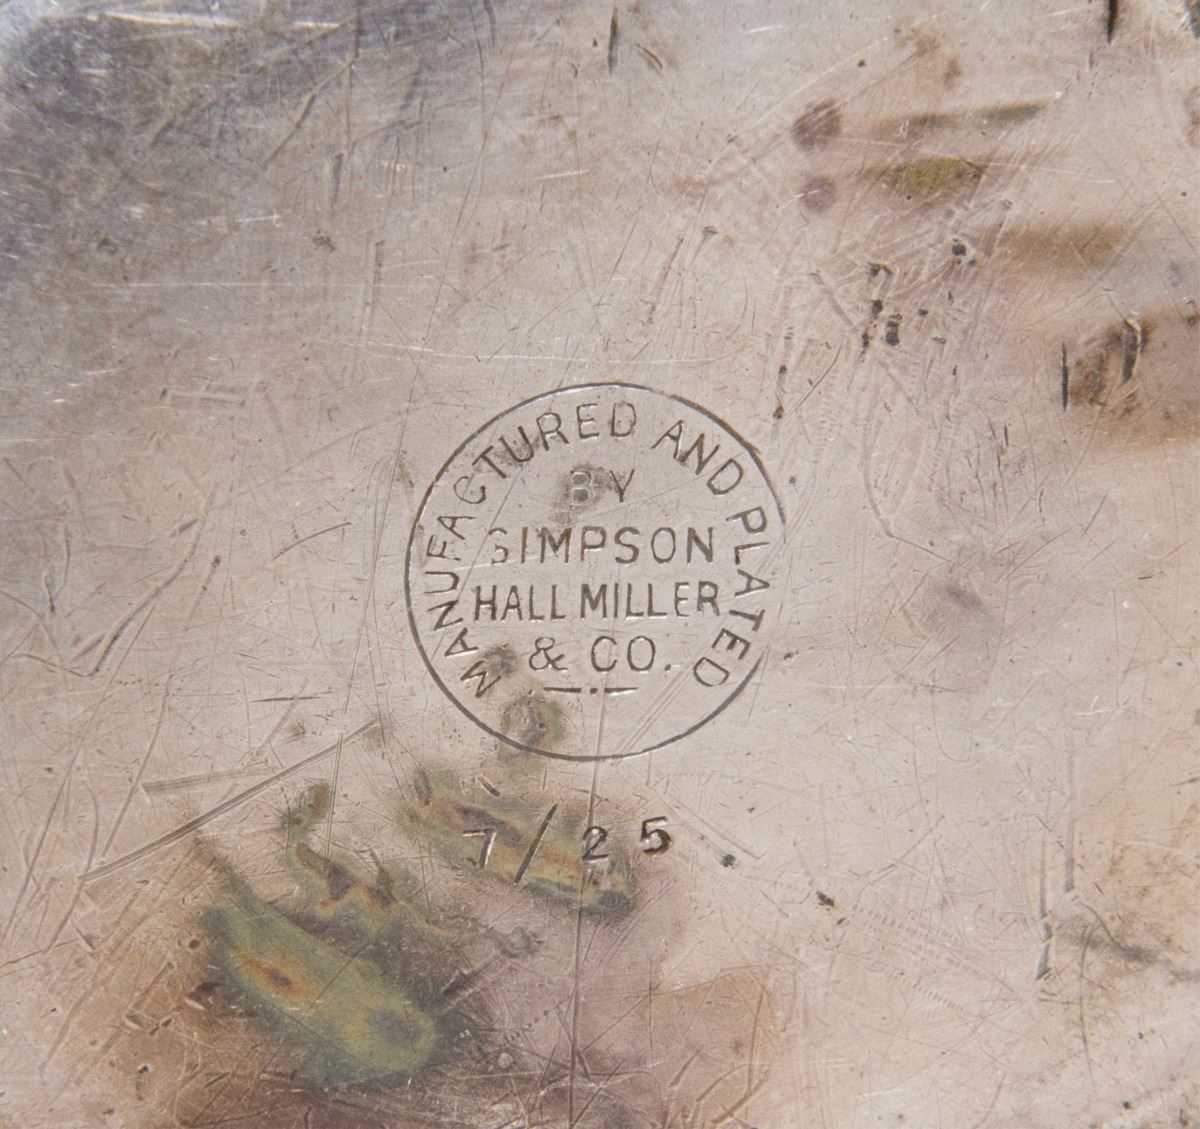 MANUFACTURED AND PLATED
BY
SIMPSON
HALL MILLER
& CO.
7/25